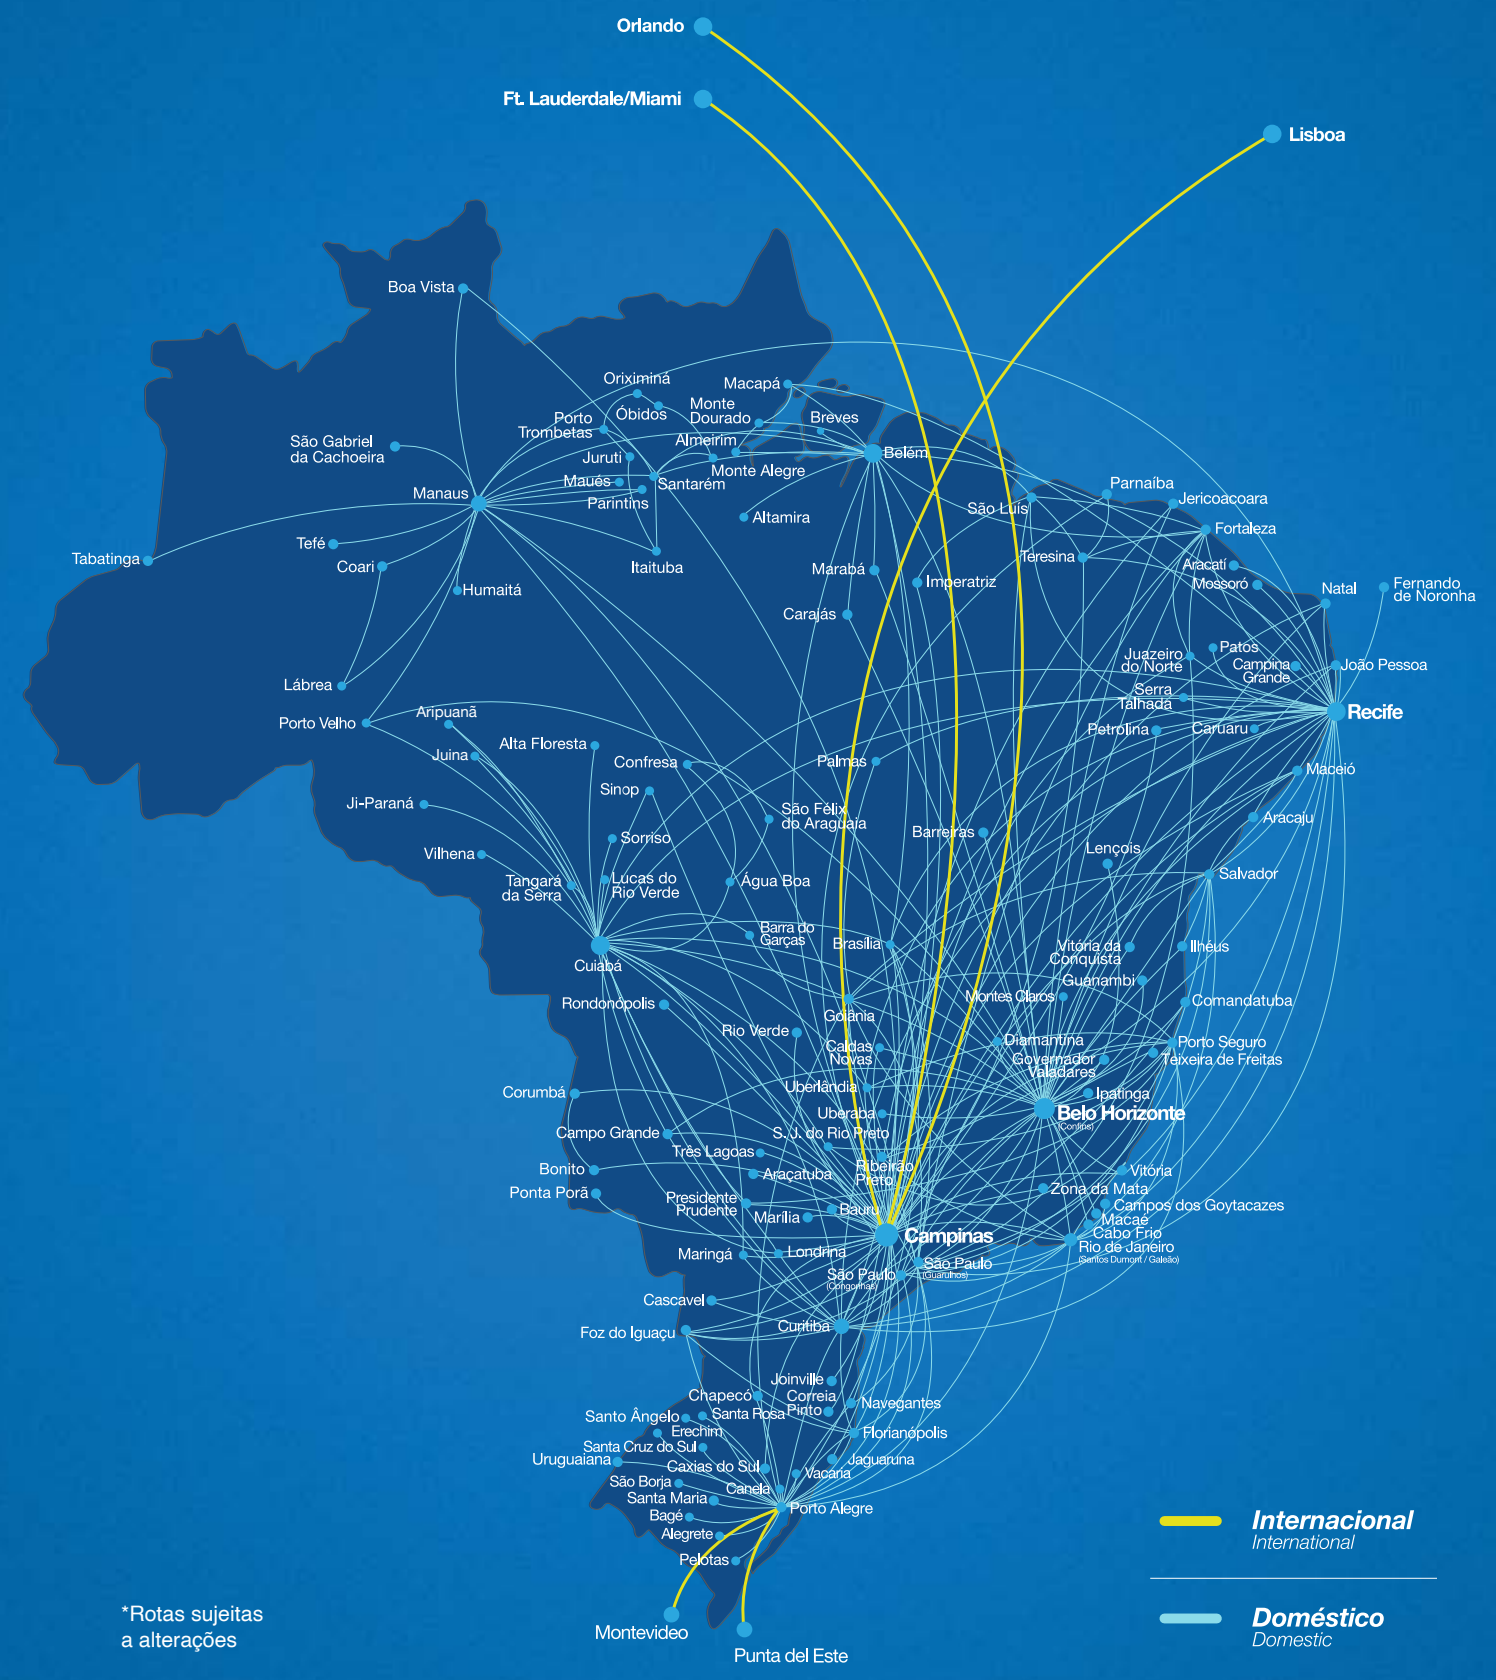 Orlando
Ft. Lauderdale/Miami
Lisboa
Boa Vista
Oriximiná
Macapá
Óbidos
Monte
Dourado
Breves
Porto
Trombetas
São Gabriel
da Cachoeira
Almeirim
Belém
Juruti
Monte Alegre
Maués
Santarém
Parintins
Manaus
Parnaíba
Jericoacoara
São Luis
Altamira
Fortaleza
Tefé
Tabatinga
Coari
Itaituba
Teresina
Aracatí
Marabá
Imperatriz
Mossoró
Natal
Fernando
de Noronha
Humaitá
Carajás
Juazeiro
do Norte
Patos
Campina
Grande
João Pessoa
Lábrea
Serra
Talhada
Recife
Porto Velho
Aripuanã
Petrolina
Caruaru
Juina
Alta Floresta
Confresa
Palmas
Maceió
Sinop
Ji-Paraná
São Félix
do Araguaia
Aracaju
Sorriso
Barreiras
Lençois
Vilhena
Tangará
da Serra
Lucas do
Rio Verde
Água Boa
Salvador
Barra do
Garças
Brasília
Vitória da
Conquista
Ilhéus
Cuiabá
Guanambi
Rondonópolis
Montes Claros
Comandatuba
Goiânia
Rio Verde
Caldas
Novas
Diamantina
Porto Seguro
Governador
Valadares
Teixeira de Freitas
Corumbá
Uberlândia
Ipatinga
Uberaba
Belo Horizonte
(Confins)
Campo Grande
S. J. do Rio Preto
Três Lagoas
Ribeirão
Preto
Bonito
Araçatuba
Vitória
Ponta Porã
Zona da Mata
Presidente
Prudente
Bauru
Campos dos Goytacazes
Marília
Macaé
Campinas
Cabo Frio
Maringá
Londrina
Rio de Janeiro
(Santos Dumont / Galeão)
São Paulo
(Guarulhos)
São Paulo
(Congonhas)
Cascavel
Foz do Iguaçu
Curitiba
Joinville
Chapecó
Correia
Pinto
Navegantes
Santo Ângelo
Santa Rosa
Erechim
Florianópolis
Santa Cruz do Sul
Uruguaiana
Caxias do Sul
Jaguaruna
Vacaria
São Borja
Canela
Santa Maria
Porto Alegre
Bagé
Alegrete
Pelotas
Montevideo
Punta del Este
Internacional
International
Doméstico
Domestic
*Rotas sujeitas
a alterações